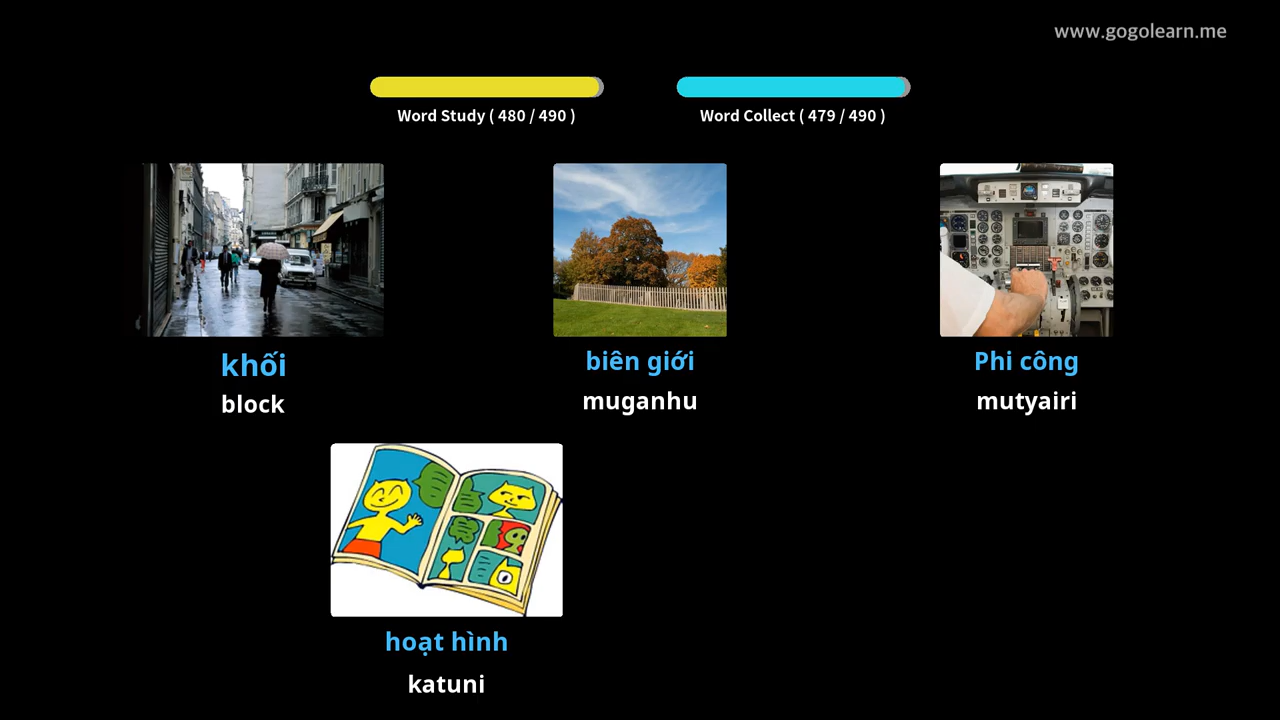 www.gogolearn.me
Word Study ( 480 / 490 )
Word Collect ( 479 / 490 )
khối
block
biên giới
muganhu
Phi công
mutyairi
hoạt hình
katuni